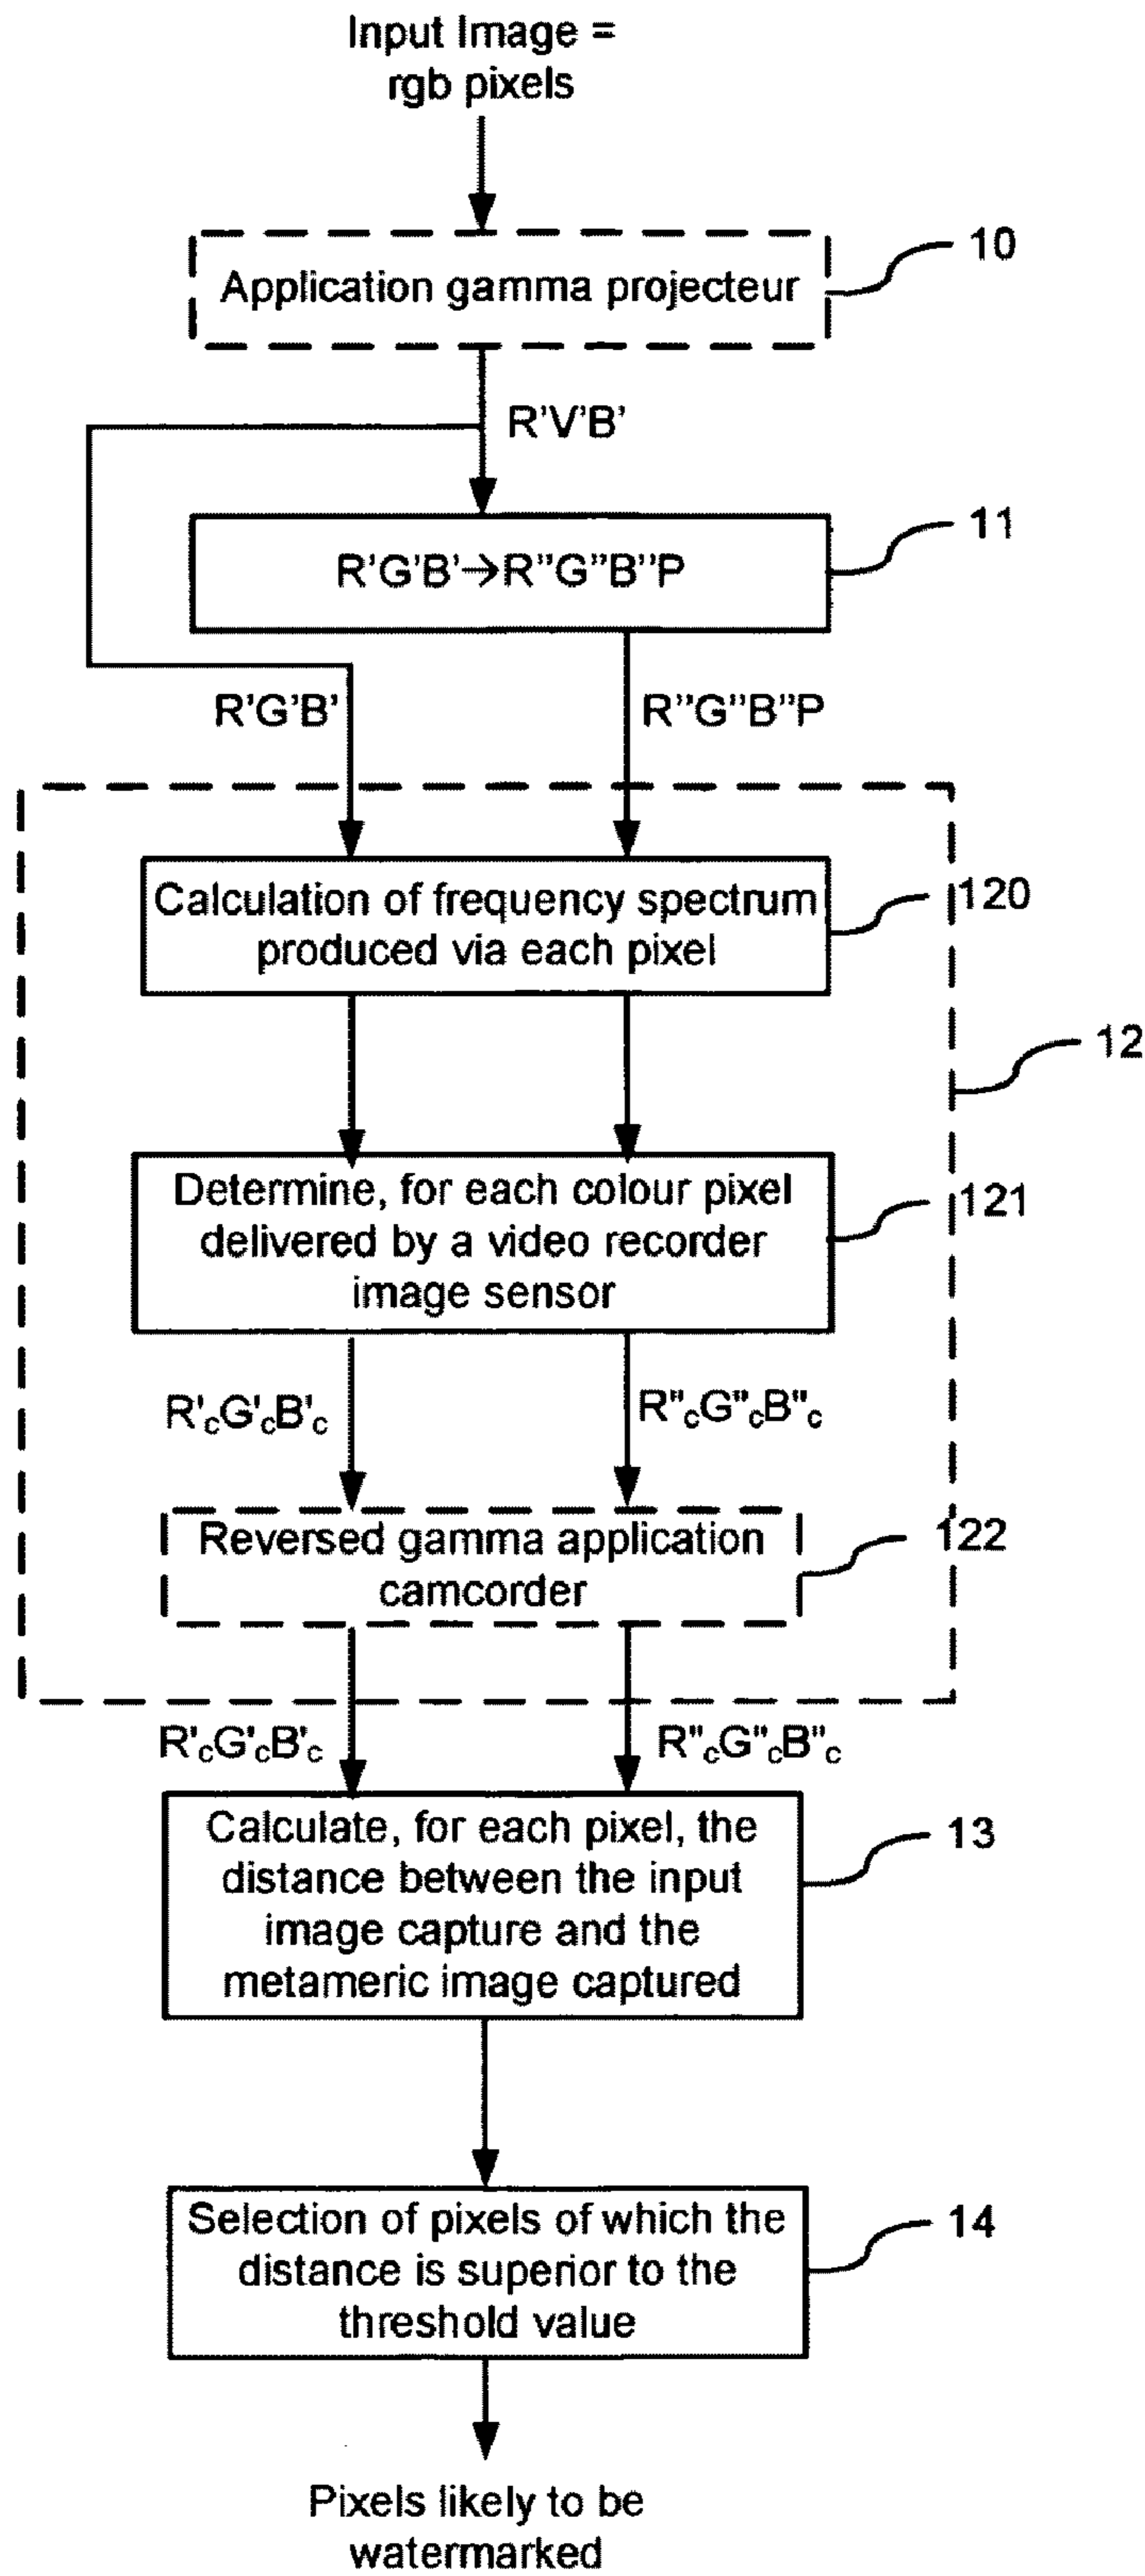 Input Image =
rgb pixels
10
Application gamma projecteur
R'V'B'
11
R'G'B'→R''G''B''P
R'G'B'
R''G''B''P
Calculation of frequency spectrum
produced via each pixel
120
12
Determine, for each colour pixel
delivered by a video recorder
image sensor
121
R'cG'cB'c
R"cG"cB"c
Reversed gamma application
camcorder
122
R'cG'cB'c
R"cG"cB"c
Calculate, for each pixel, the
distance between the input
image capture and the
metameric image captured
13
Selection of pixels of which the
distance is superior to the
threshold value
14
Pixels likely to be
watermarked